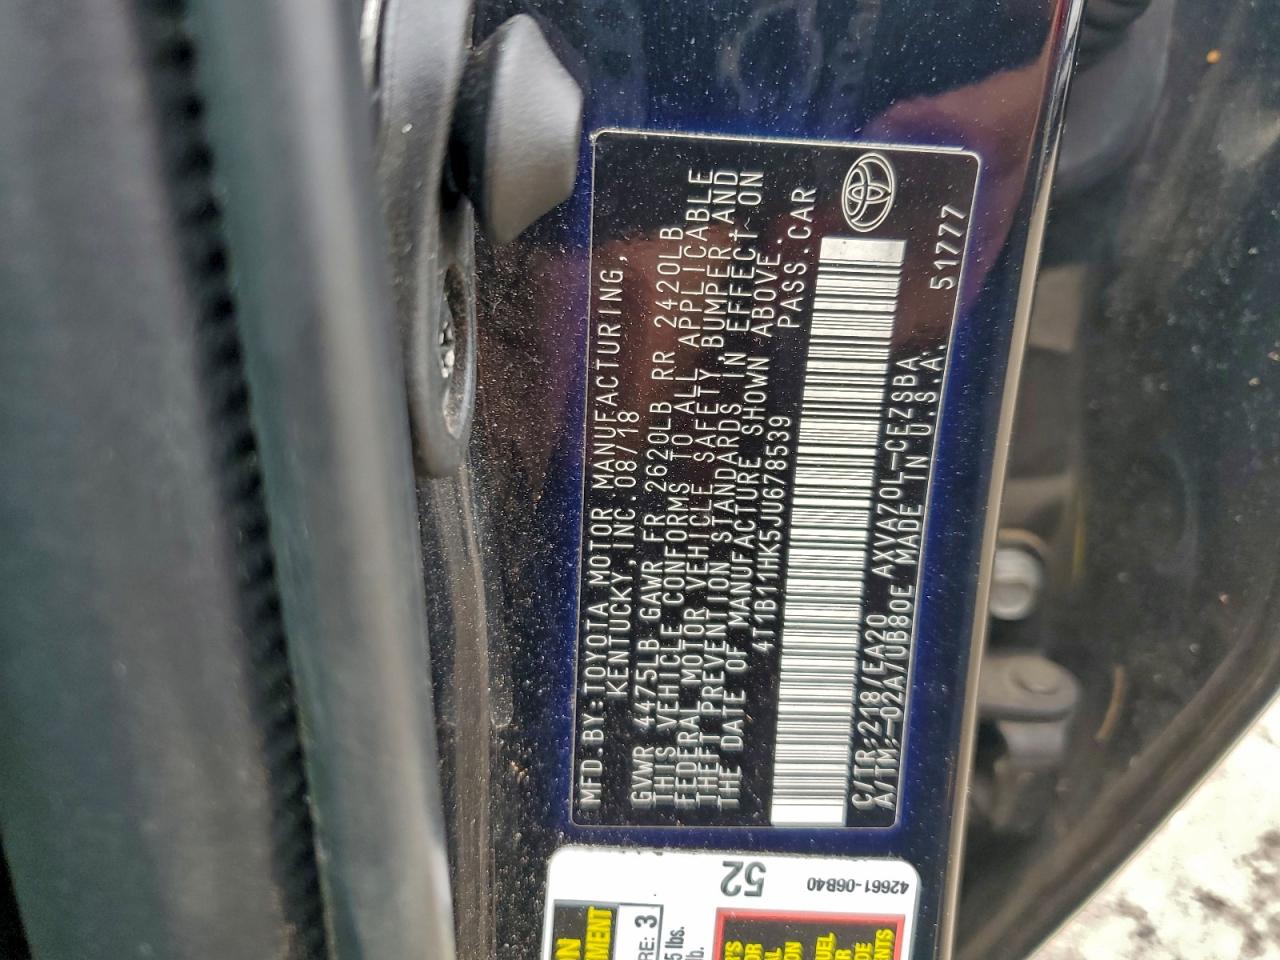 MFD.BY:TOYOTA MOTOR MANUFACTURING,
KENTUCKY,INC.08/18
GVWR 4475LB GAWR FR 2620LB RR 2420LB
THIS VEHICLE CONFORMS TO ALL APPLICABLE
FEDERAL MOTOR VEHICLE SAFETY,BUMPER,AND
THEFT PREVENTION STANDARDS IN EFFECT ON
THE DATE OF MANUFACTURE SHOWN ABOVE.
4T1B11HK5JU678539 PASS.CAR
C/TR:218/EA20 AXVA70L-CEZSBA
A/TM:-02A/UB80E MADE IN U.S.A.
51777
52
42661-06B40
3
lb.